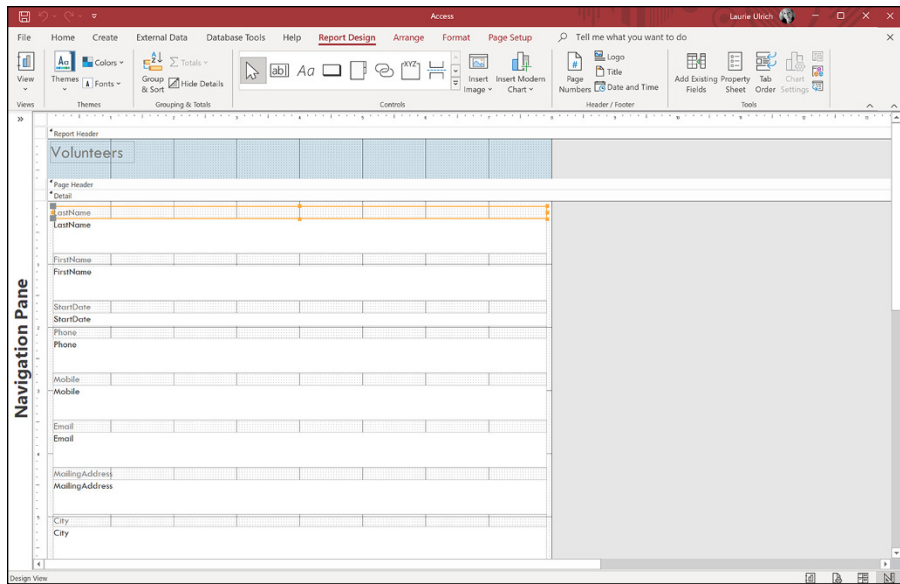 Access
Laurie Ulrich
File Home Create External Data Database Tools Help Report Design Arrange Format Page Setup Tell me what you want to do
View
Views
Themes
Aa
Colors
A Fonts
Themes
Group & Sort
Totals
Hide Details
Grouping & Totals
ab Aa XYZ
Insert Image
Insert Modern Chart
Controls
Page Numbers
Logo
Title
Date and Time
Header / Footer
Add Existing Fields
Property Sheet
Tab Order
Chart Settings
Tools
Report Header
Volunteers
Page Header
Detail
LastName
LastName
FirstName
FirstName
StartDate
StartDate
Phone
Phone
Mobile
Mobile
Email
Email
MailingAddress
MailingAddress
City
City
Navigation Pane
Design View